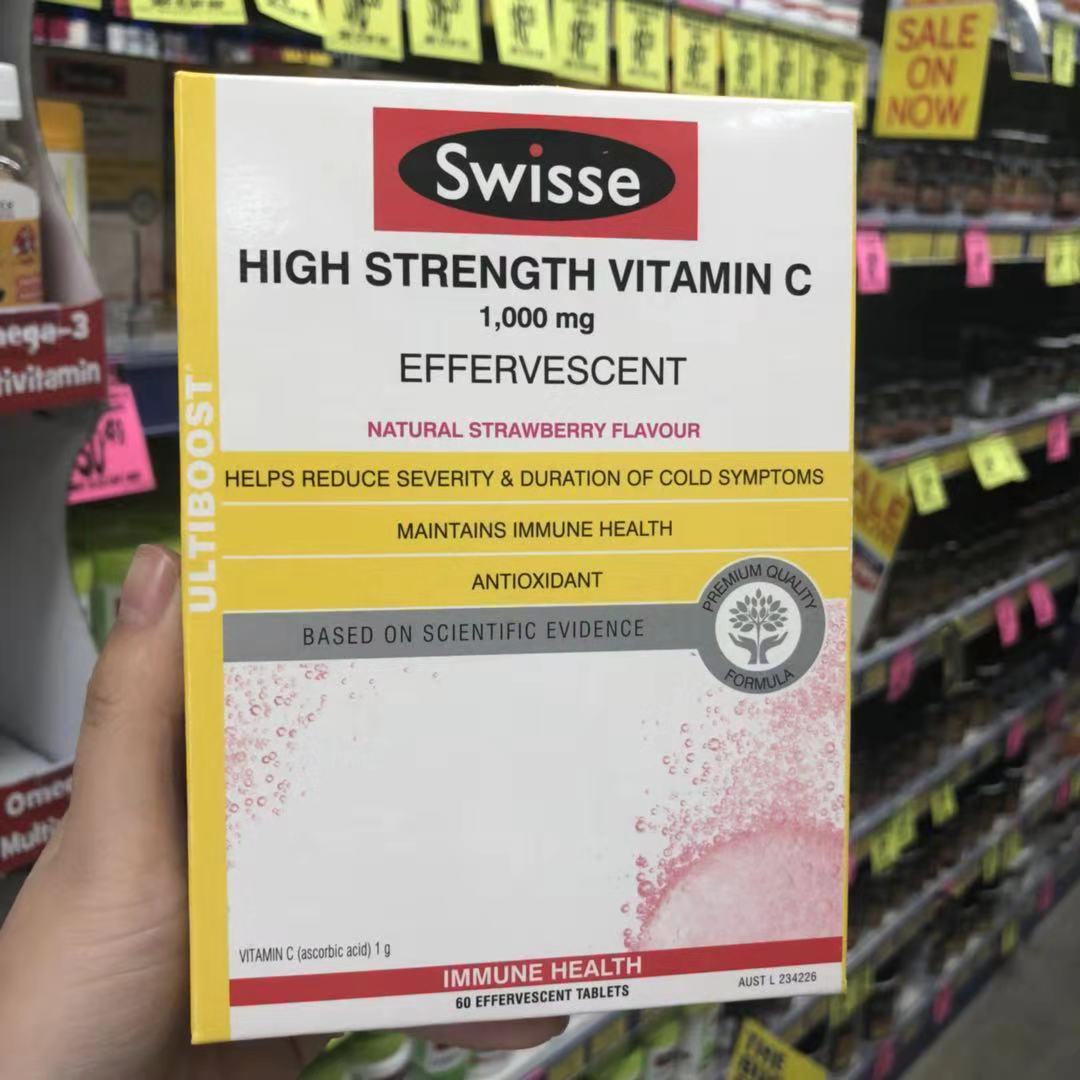 SALE
ON
NOW
Swisse
HIGH STRENGTH VITAMIN C
1,000 mg
EFFERVESCENT
NATURAL STRAWBERRY FLAVOUR
ULTIBOOST
HELPS REDUCE SEVERITY & DURATION OF COLD SYMPTOMS
MAINTAINS IMMUNE HEALTH
ANTIOXIDANT
BASED ON SCIENTIFIC EVIDENCE
PREMIUM QUALITY
FORMULA
VITAMIN C (ascorbic acid) 1 g
IMMUNE HEALTH
60 EFFERVESCENT TABLETS
AUST L 234226